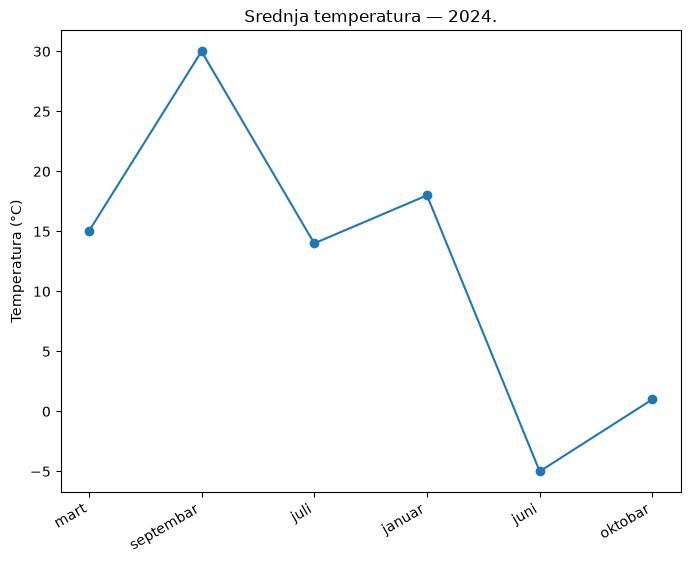 Srednja temperatura — 2024.
Temperatura (°C)
30
25
20
15
10
5
0
−5
mart
septembar
juli
januar
juni
oktobar